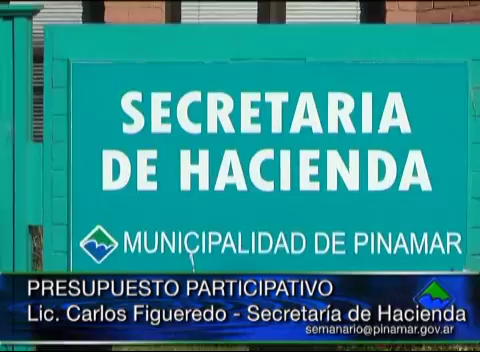 SECRETARIA
DE HACIENDA
MUNICIPALIDAD DE PINAMAR
PRESUPUESTO PARTICIPATIVO
Lic. Carlos Figueredo - Secretaría de Hacienda
semanario@pinamar.gov.ar